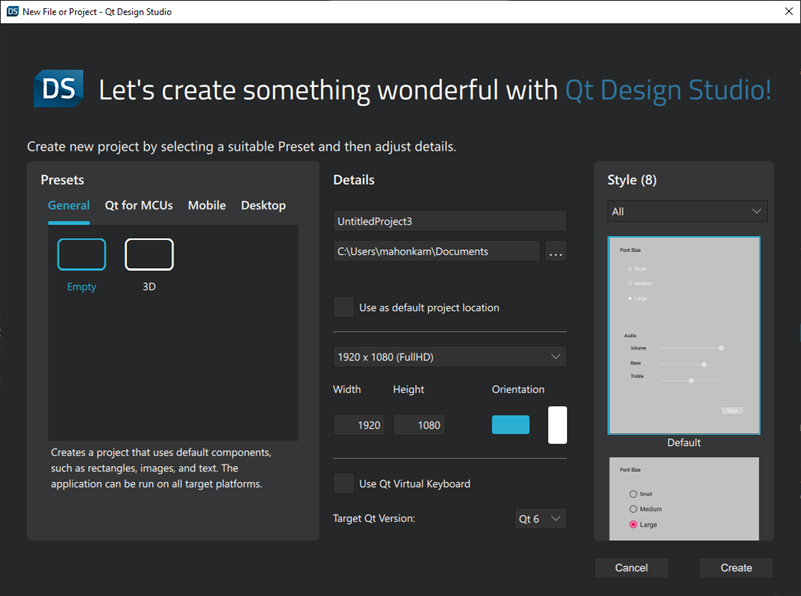 DS New File or Project - Qt Design Studio
DS Let's create something wonderful with Qt Design Studio!
Create new project by selecting a suitable Preset and then adjust details.
Presets
General Qt for MCUs Mobile Desktop
Empty 3D
Creates a project that uses default components,
such as rectangles, images, and text. The
application can be run on all target platforms.
Details
UntitledProject3
C:\Users\mahonkam\Documents ...
Use as default project location
1920 x 1080 (FullHD)
Width Height Orientation
1920 1080
Use Qt Virtual Keyboard
Target Qt Version: Qt 6
Style (8)
All
Font Size
Small
Medium
Large
Audio
Volume
Bass
Treble
Default
Font Size
Small
Medium
Large
Cancel Create